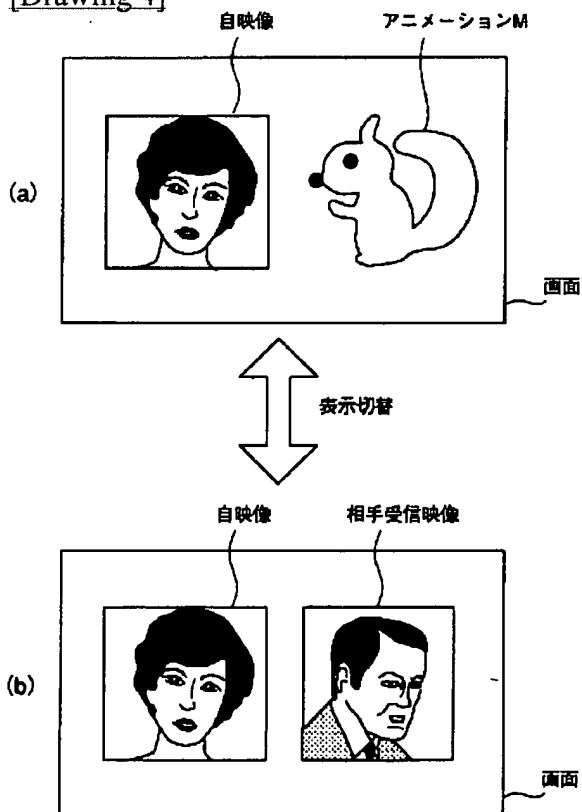 [Drawing 4]
自映像 アニメーションM
(a)
画面
表示切替
自映像 相手受信映像
(b)
画面